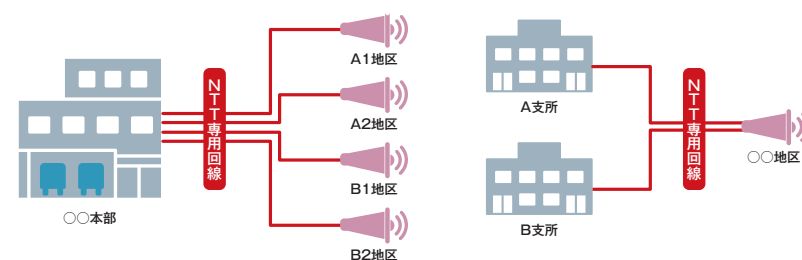 ○○本部
NTT専用回線
A1地区
A2地区
B1地区
B2地区
A支所
B支所
NTT専用回線
○○地区